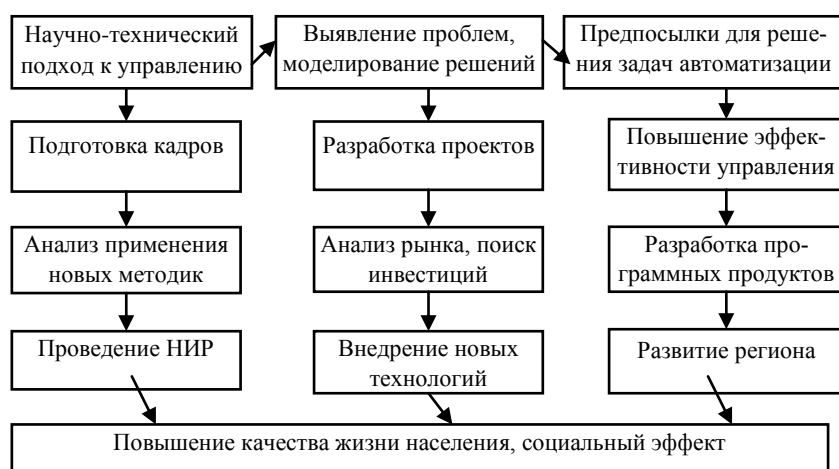 Научно-технический
подход к управлению
Выявление проблем,
моделирование решений
Предпосылки для реше-
ния задач автоматизации
Подготовка кадров
Разработка проектов
Повышение эффек-
тивности управления
Анализ применения
новых методик
Анализ рынка, поиск
инвестиций
Разработка про-
граммных продуктов
Проведение НИР
Внедрение новых
технологий
Развитие региона
Повышение качества жизни населения, социальный эффект